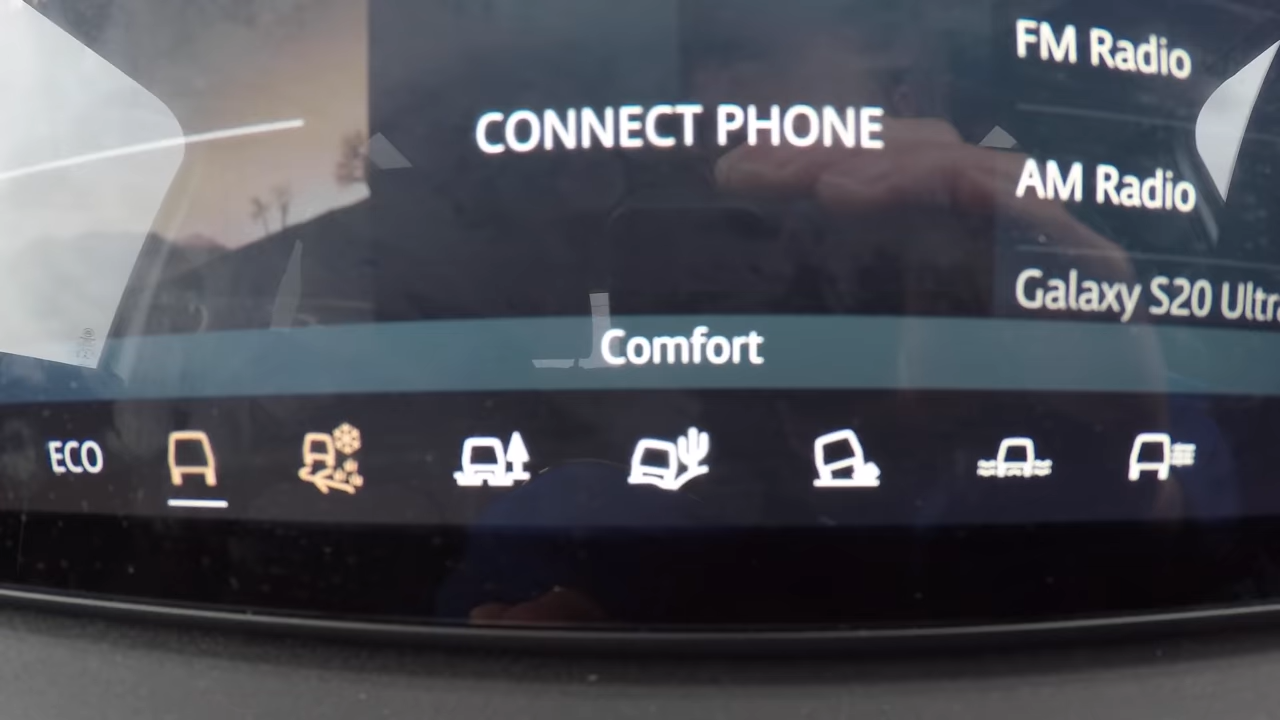 FM Radio
CONNECT PHONE
AM Radio
Galaxy S20 Ultra
Comfort
ECO